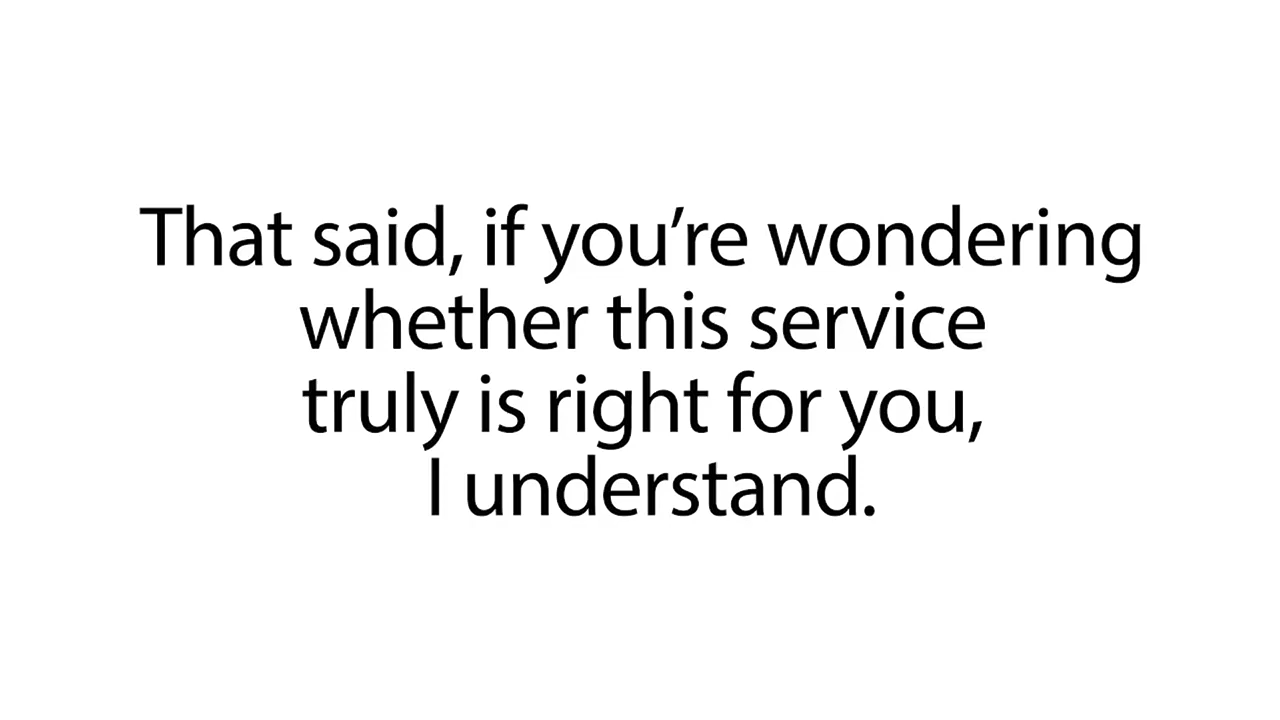 That said, if you’re wondering
whether this service
truly is right for you,
I understand.